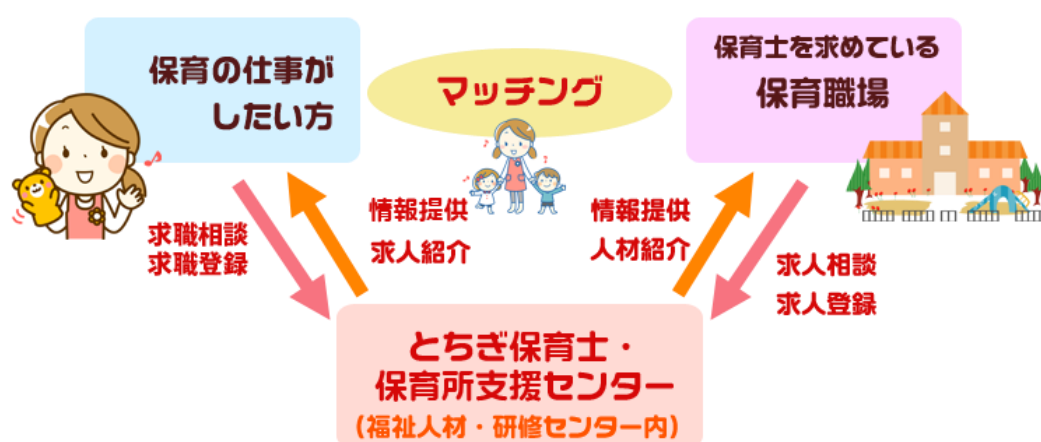 保育の仕事が
したい方
マッチング
保育士を求めている
保育職場
求職相談
求職登録
情報提供
求人紹介
情報提供
人材紹介
求人相談
求人登録
とちぎ保育士・
保育所支援センター
(福祉人材・研修センター内)